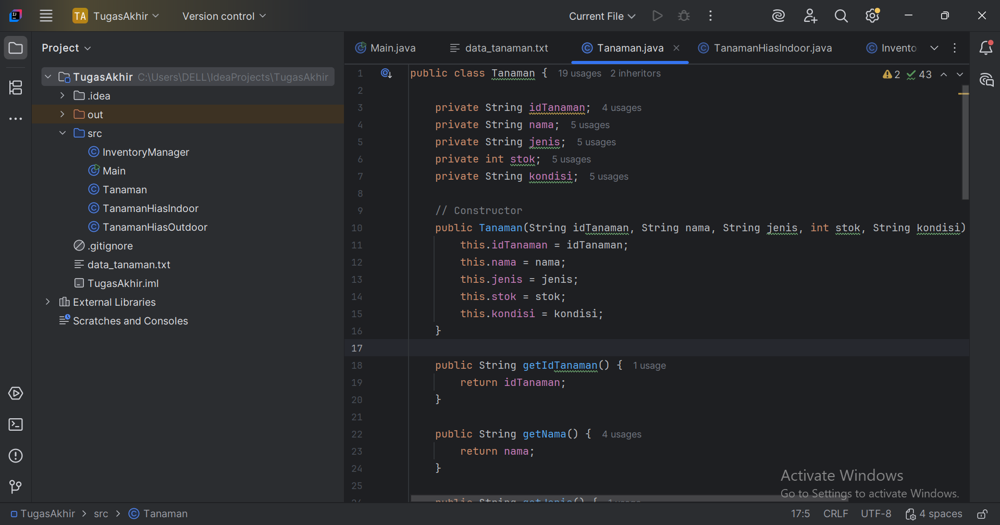 TA TugasAkhir Version control Current File
Project
TugasAkhir C:\Users\DELL\IdeaProjects\TugasAkhir
.idea
out
src
InventoryManager
Main
Tanaman
TanamanHiasIndoor
TanamanHiasOutdoor
.gitignore
data_tanaman.txt
TugasAkhir.iml
External Libraries
Scratches and Consoles
Main.java data_tanaman.txt Tanaman.java TanamanHiasIndoor.java Invento
2 43
1 public class Tanaman { 19 usages 2 inheritors
2
3 private String idTanaman; 4 usages
4 private String nama; 5 usages
5 private String jenis; 5 usages
6 private int stok; 5 usages
7 private String kondisi; 5 usages
8
9 // Constructor
10 public Tanaman(String idTanaman, String nama, String jenis, int stok, String kondisi)
11 this.idTanaman = idTanaman;
12 this.nama = nama;
13 this.jenis = jenis;
14 this.stok = stok;
15 this.kondisi = kondisi;
16 }
17
18 public String getIdTanaman() { 1 usage
19 return idTanaman;
20 }
21
22 public String getNama() { 4 usages
23 return nama;
24 }
25
Activate Windows
Go to Settings to activate Windows.
TugasAkhir > src > Tanaman 17:5 CRLF UTF-8 4 spaces